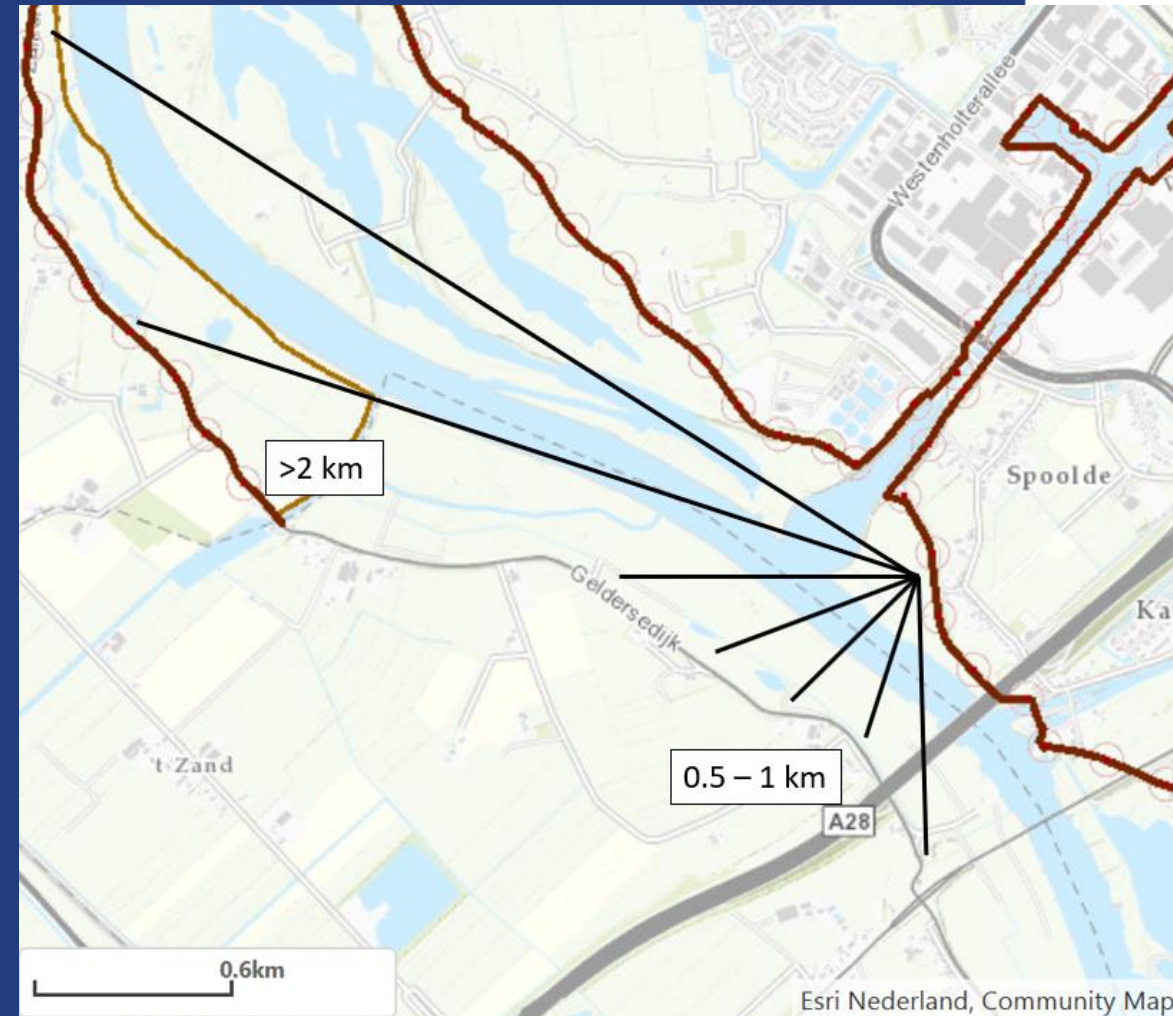 Westenholterallee
Spoolde
>2 km
Geldersedijk
Ka
't Zand
0.5 – 1 km
A28
0.6km
Esri Nederland, Community Map